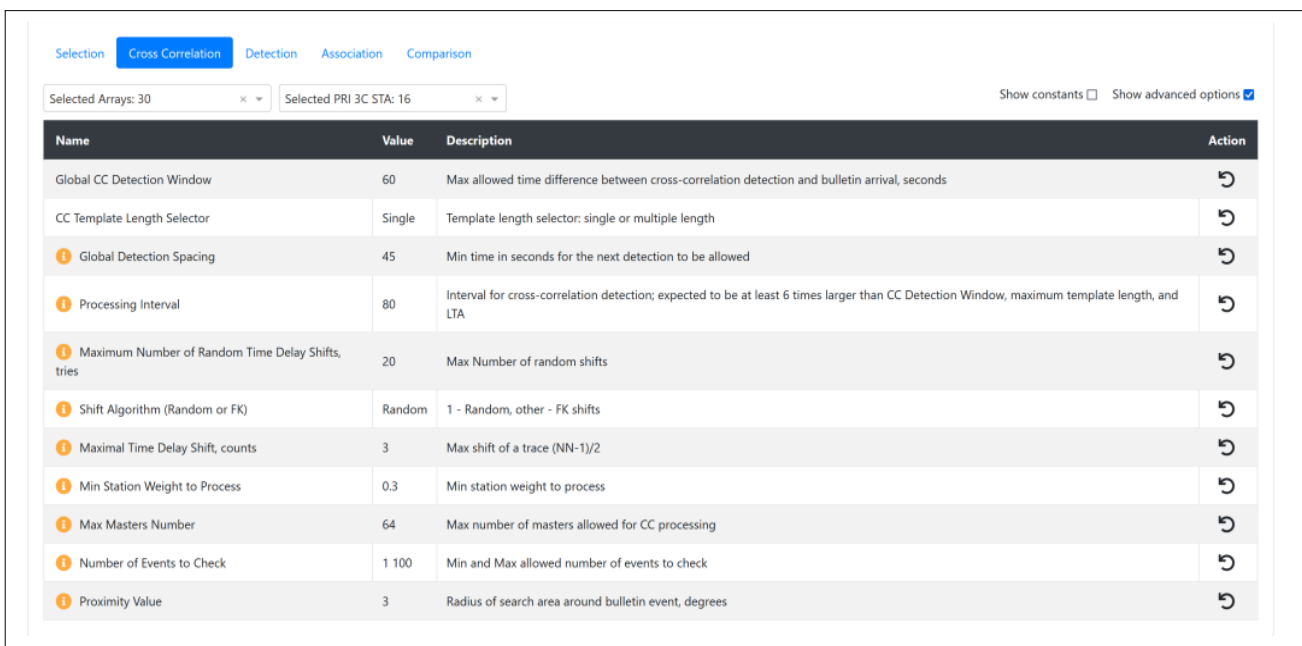 Selection Cross Correlation Detection Association Comparison
Selected Arrays: 30 × Selected PRI 3C STA: 16 × Show constants Show advanced options
Name Value Description Action
Global CC Detection Window 60 Max allowed time difference between cross-correlation detection and bulletin arrival, seconds
CC Template Length Selector Single Template length selector: single or multiple length
Global Detection Spacing 45 Min time in seconds for the next detection to be allowed
Processing Interval 80 Interval for cross-correlation detection; expected to be at least 6 times larger than CC Detection Window, maximum template length, and
LTA
Maximum Number of Random Time Delay Shifts,
tries 20 Max Number of random shifts
Shift Algorithm (Random or FK) Random 1 - Random, other - FK shifts
Maximal Time Delay Shift, counts 3 Max shift of a trace (NN-1)/2
Min Station Weight to Process 0.3 Min station weight to process
Max Masters Number 64 Max number of masters allowed for CC processing
Number of Events to Check 1 100 Min and Max allowed number of events to check
Proximity Value 3 Radius of search area around bulletin event, degrees